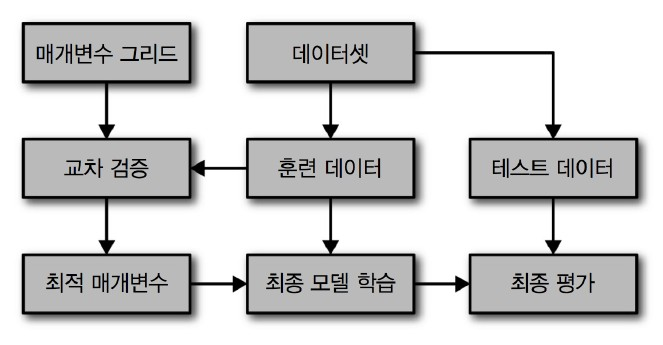 매개변수 그리드
데이터셋
교차 검증
훈련 데이터
테스트 데이터
최적 매개변수
최종 모델 학습
최종 평가